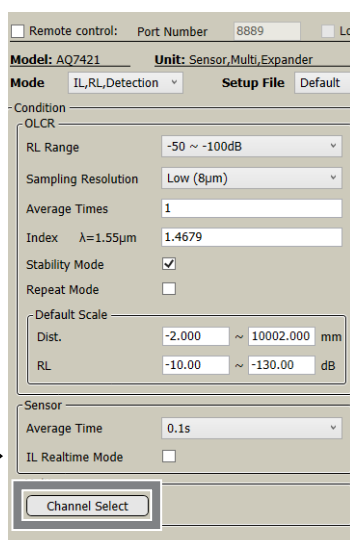 Remote control: Port Number 8889
Model: AQ7421 Unit: Sensor,Multi,Expander
Mode IL,RL,Detection Setup File Default
Condition
OLCR
RL Range -50 ~ -100dB
Sampling Resolution Low (8μm)
Average Times 1
Index λ=1.55μm 1.4679
Stability Mode
Repeat Mode
Default Scale
Dist. -2.000 ~ 10002.000 mm
RL -10.00 ~ -130.00 dB
Sensor
Average Time 0.1s
IL Realtime Mode
Channel Select